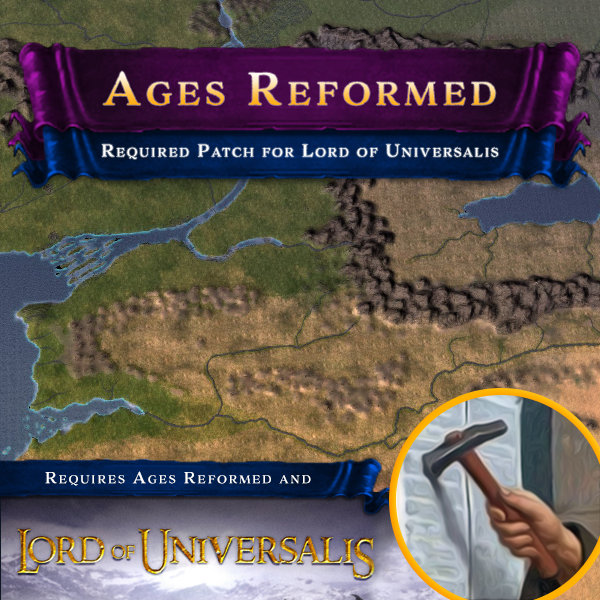 AGES REFORMED
REQUIRED PATCH FOR LORD OF UNIVERSALIS
REQUIRES AGES REFORMED AND
LORD OF UNIVERSALIS